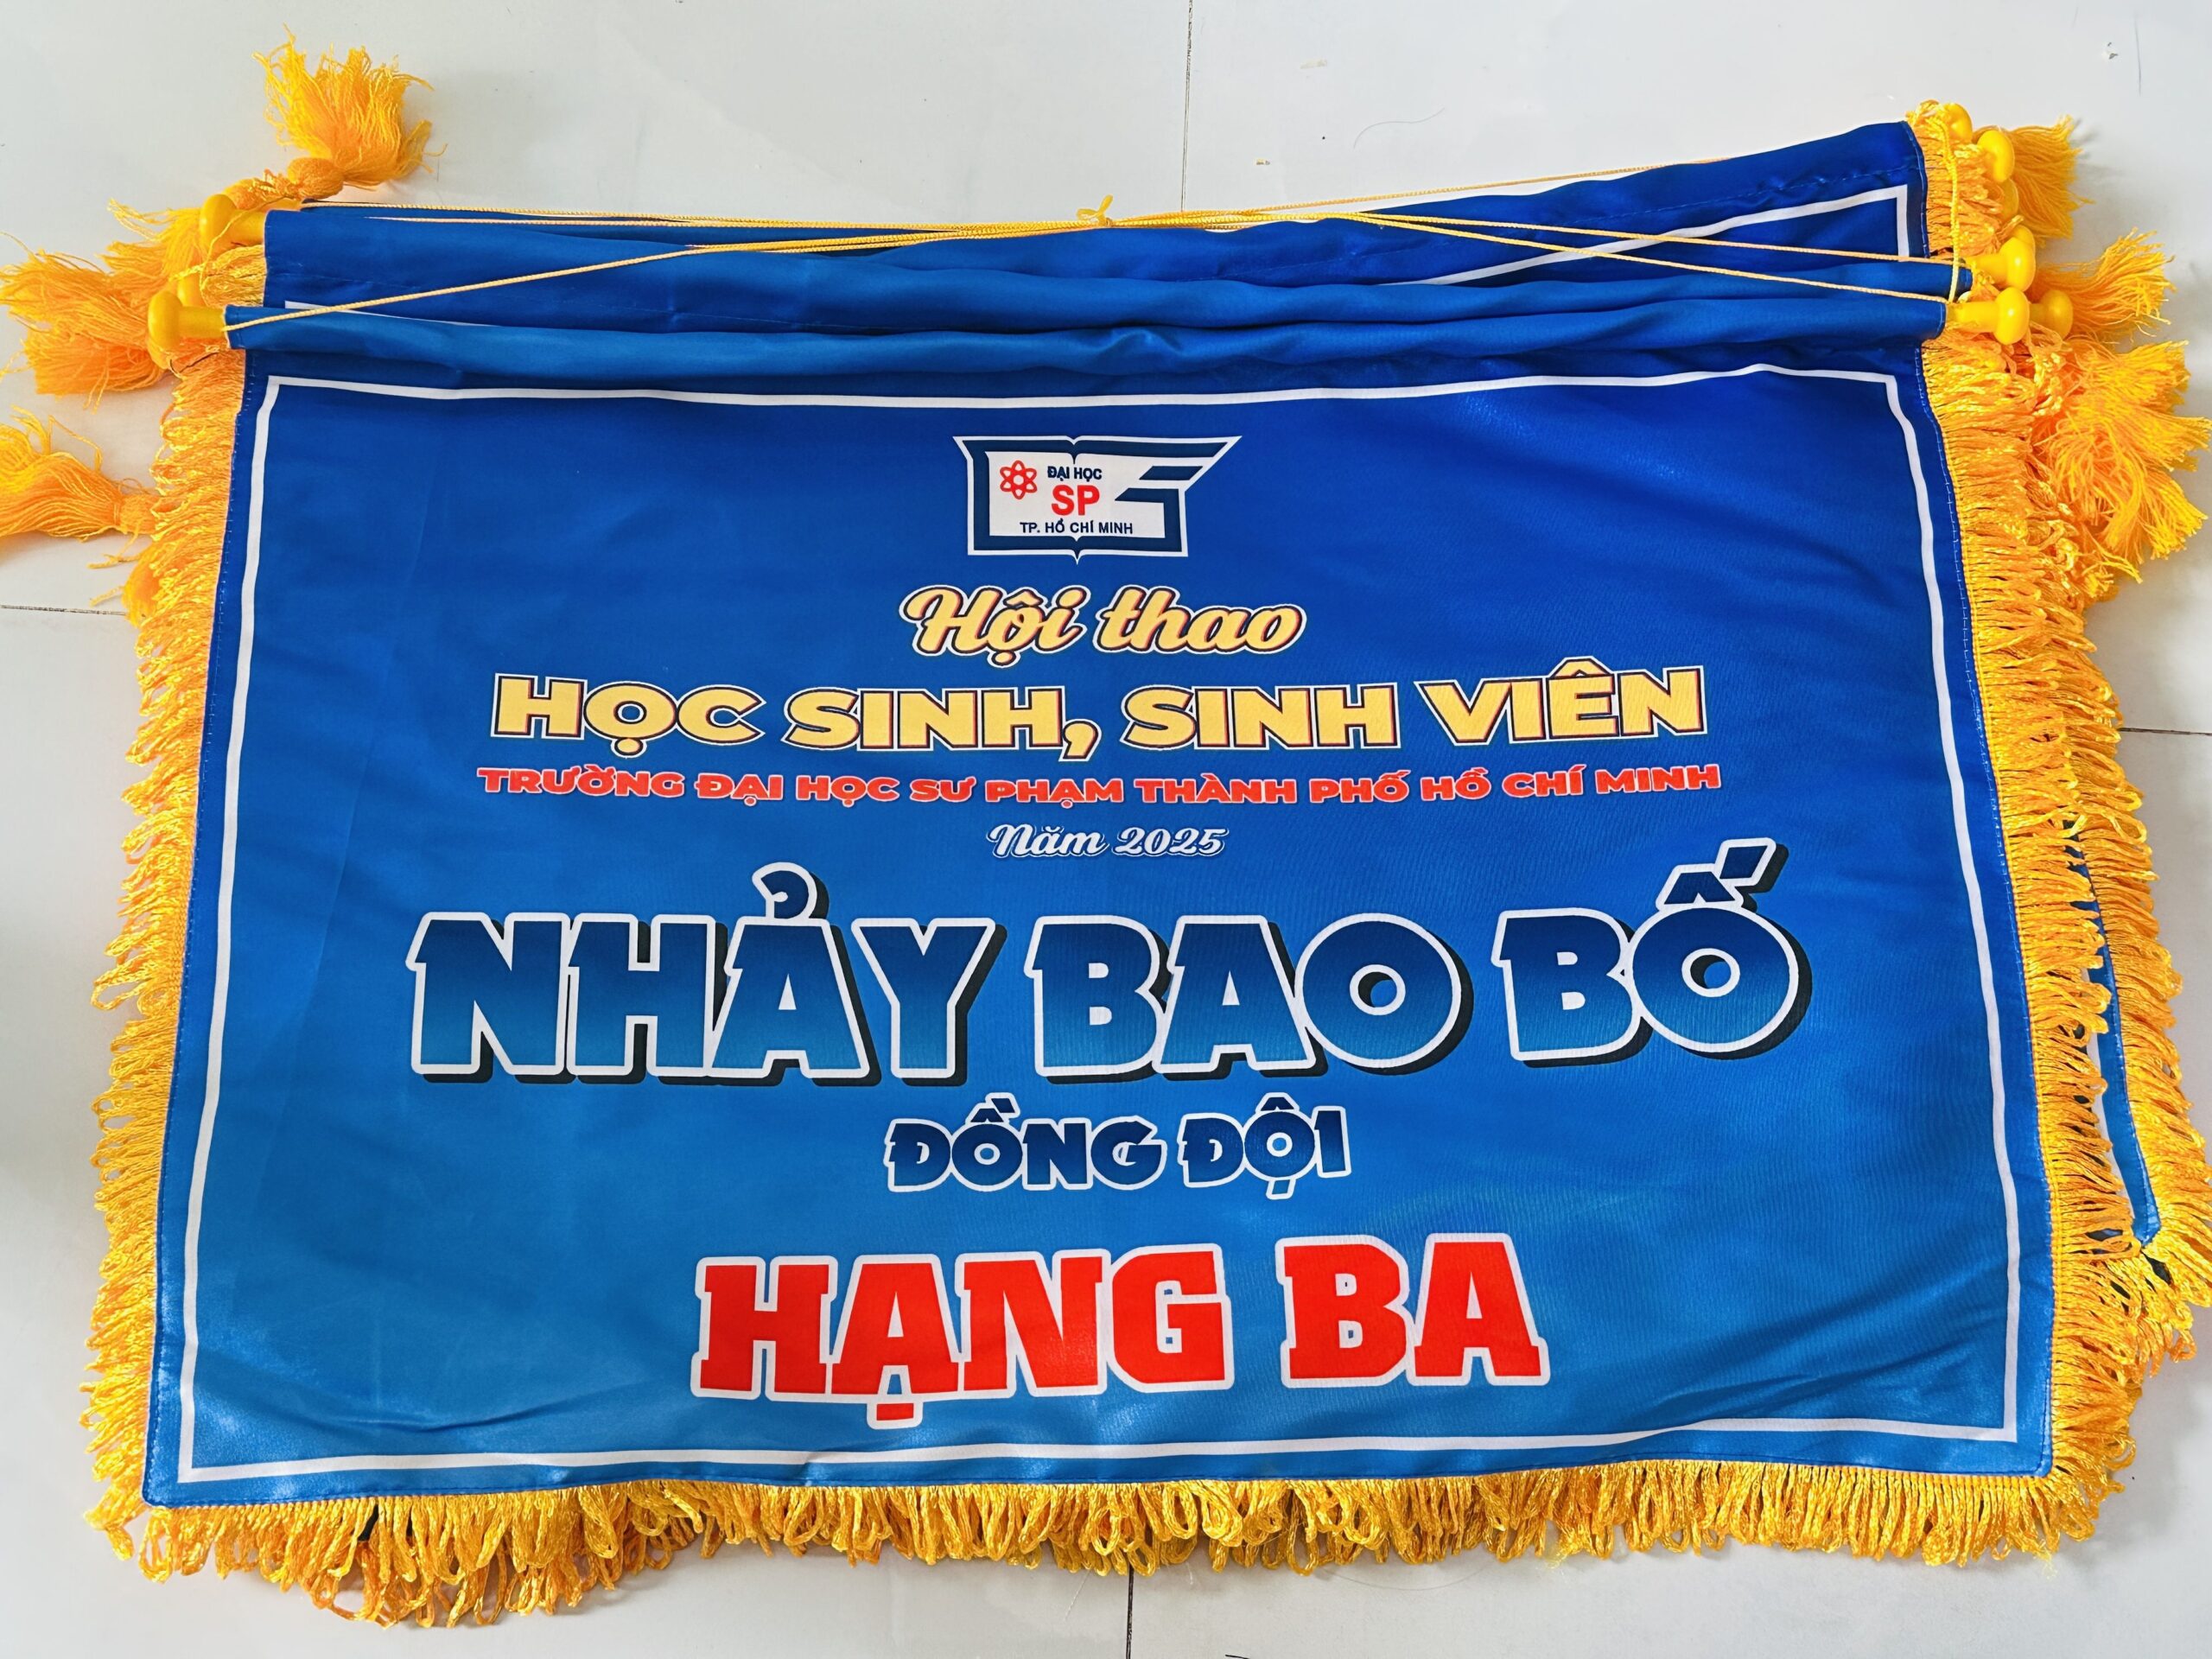 ĐẠI HỌC
SP
TP. HỒ CHÍ MINH
Hội thao
HỌC SINH, SINH VIÊN
TRƯỜNG ĐẠI HỌC SƯ PHẠM THÀNH PHỐ HỒ CHÍ MINH
Năm 2025
NHẢY BAO BỐ
ĐỒNG ĐỘI
HẠNG BA